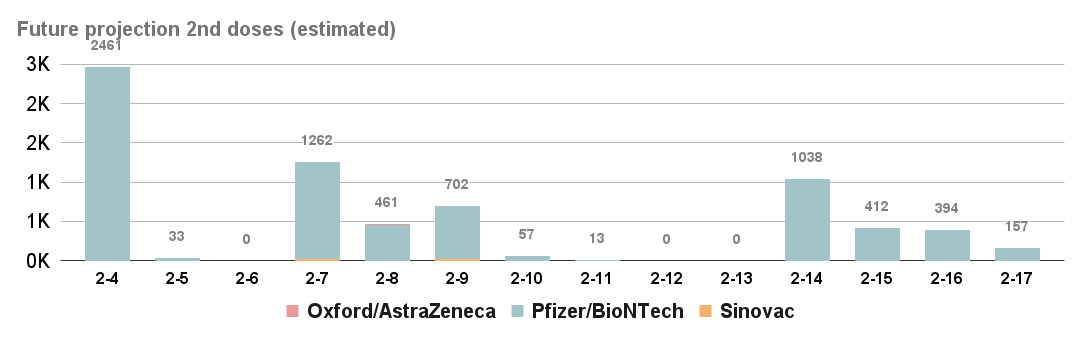 Future projection 2nd doses (estimated)
2461
3K
2K
2K
1K
1K
0K
33
0
1262
461
702
57
13
0
0
1038
412
394
157
2-4 2-5 2-6 2-7 2-8 2-9 2-10 2-11 2-12 2-13 2-14 2-15 2-16 2-17
Oxford/AstraZeneca Pfizer/BioNTech Sinovac